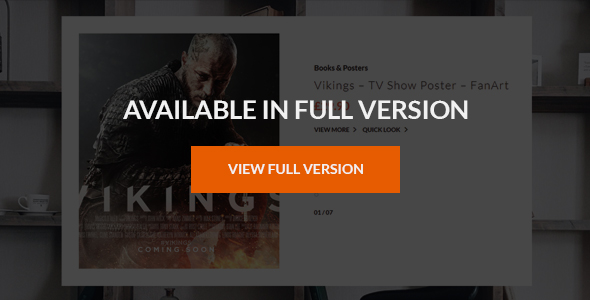 Books & Posters
Vikings – TV Show Poster – FanArt
AVAILABLE IN FULL VERSION
VIEW MORE
QUICK LOOK
VIEW FULL VERSION
VIKINGS
01 / 07
COMING SOON